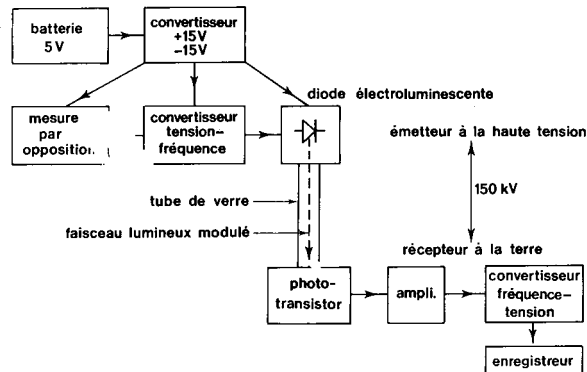 batterie
5 V
convertisseur
+15V
-15V
diode électroluminescente
mesure
par
opposition.
convertisseur
tension-
fréquence
émetteur à la haute tension
150 kV
tube de verre
faisceau lumineux modulé
récepteur à la terre
photo-
transistor
ampli.
convertisseur
fréquence-
tension
enregistreur